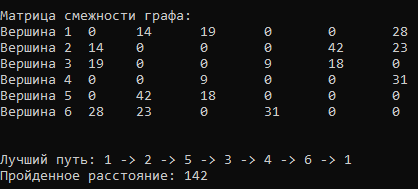 Матрица смежности графа:
Вершина 1 0 14 19 0 0 28
Вершина 2 14 0 0 0 42 23
Вершина 3 19 0 0 9 18 0
Вершина 4 0 0 9 0 0 31
Вершина 5 0 42 18 0 0 0
Вершина 6 28 23 0 31 0 0
Лучший путь: 1 -> 2 -> 5 -> 3 -> 4 -> 6 -> 1
Пройденное расстояние: 142